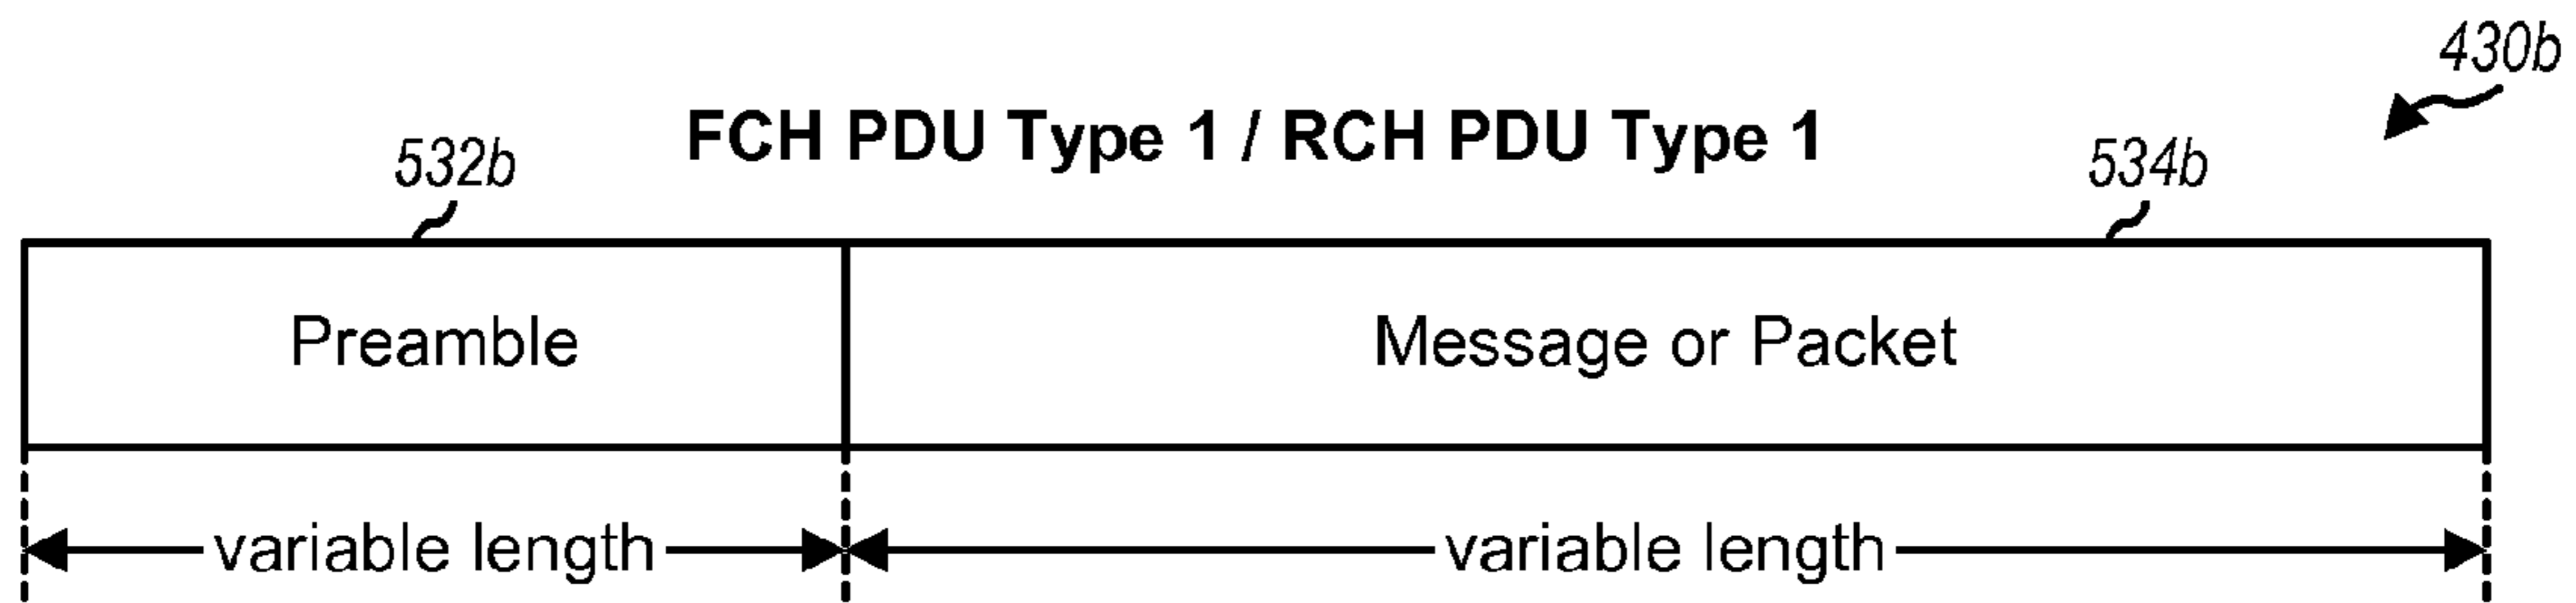 430b
FCH PDU Type 1 / RCH PDU Type 1
532b
534b
Preamble
Message or Packet
variable length
variable length